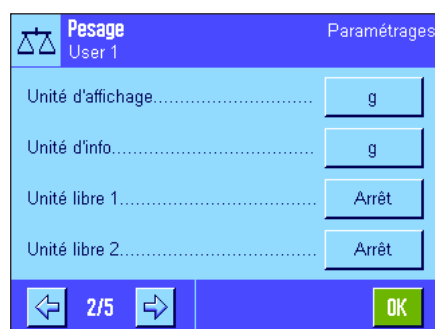 Pesage
User 1
Paramétrages
Unité d'affichage............................ g
Unité d'info.................................... g
Unité libre 1................................... Arrêt
Unité libre 2................................... Arrêt
2/5
OK